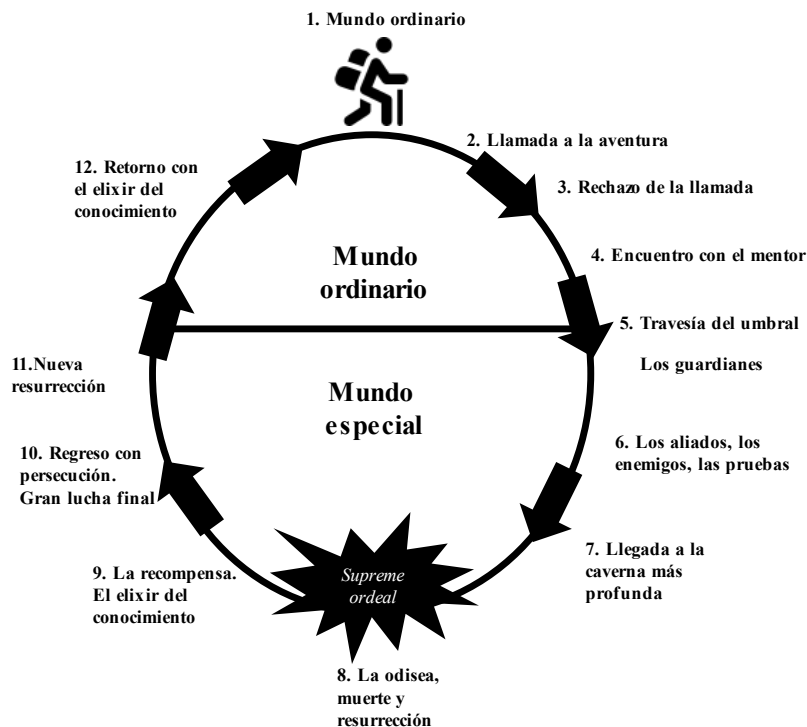 1. Mundo ordinario
2. Llamada a la aventura
3. Rechazo de la llamada
4. Encuentro con el mentor
5. Travesía del umbral
Los guardianes
6. Los aliados, los
enemigos, las pruebas
7. Llegada a la
caverna más
profunda
8. La odisea,
muerte y
resurrección
9. La recompensa.
El elixir del
conocimiento
10. Regreso con
persecución.
Gran lucha final
11.Nueva
resurrección
12. Retorno con
el elixir del
conocimiento
Mundo
ordinario
Mundo
especial
Supreme
ordeal